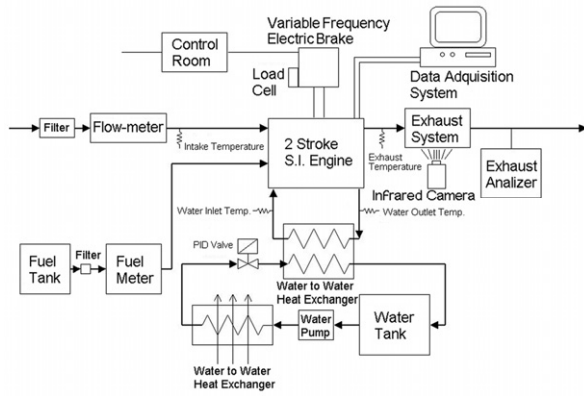 Variable Frequency
Electric Brake
Control
Room
Load
Cell
Data Adquisition
System
Filter
Flow-meter
Intake Temperature
2 Stroke
S.I. Engine
Exhaust
System
Exhaust
Temperature
Infrared Camera
Exhaust
Analizer
Water Inlet Temp.
Water Outlet Temp.
PID Valve
Fuel
Tank
Filter
Fuel
Meter
Water to Water
Heat Exchanger
Water
Pump
Water
Tank
Water to Water
Heat Exchanger